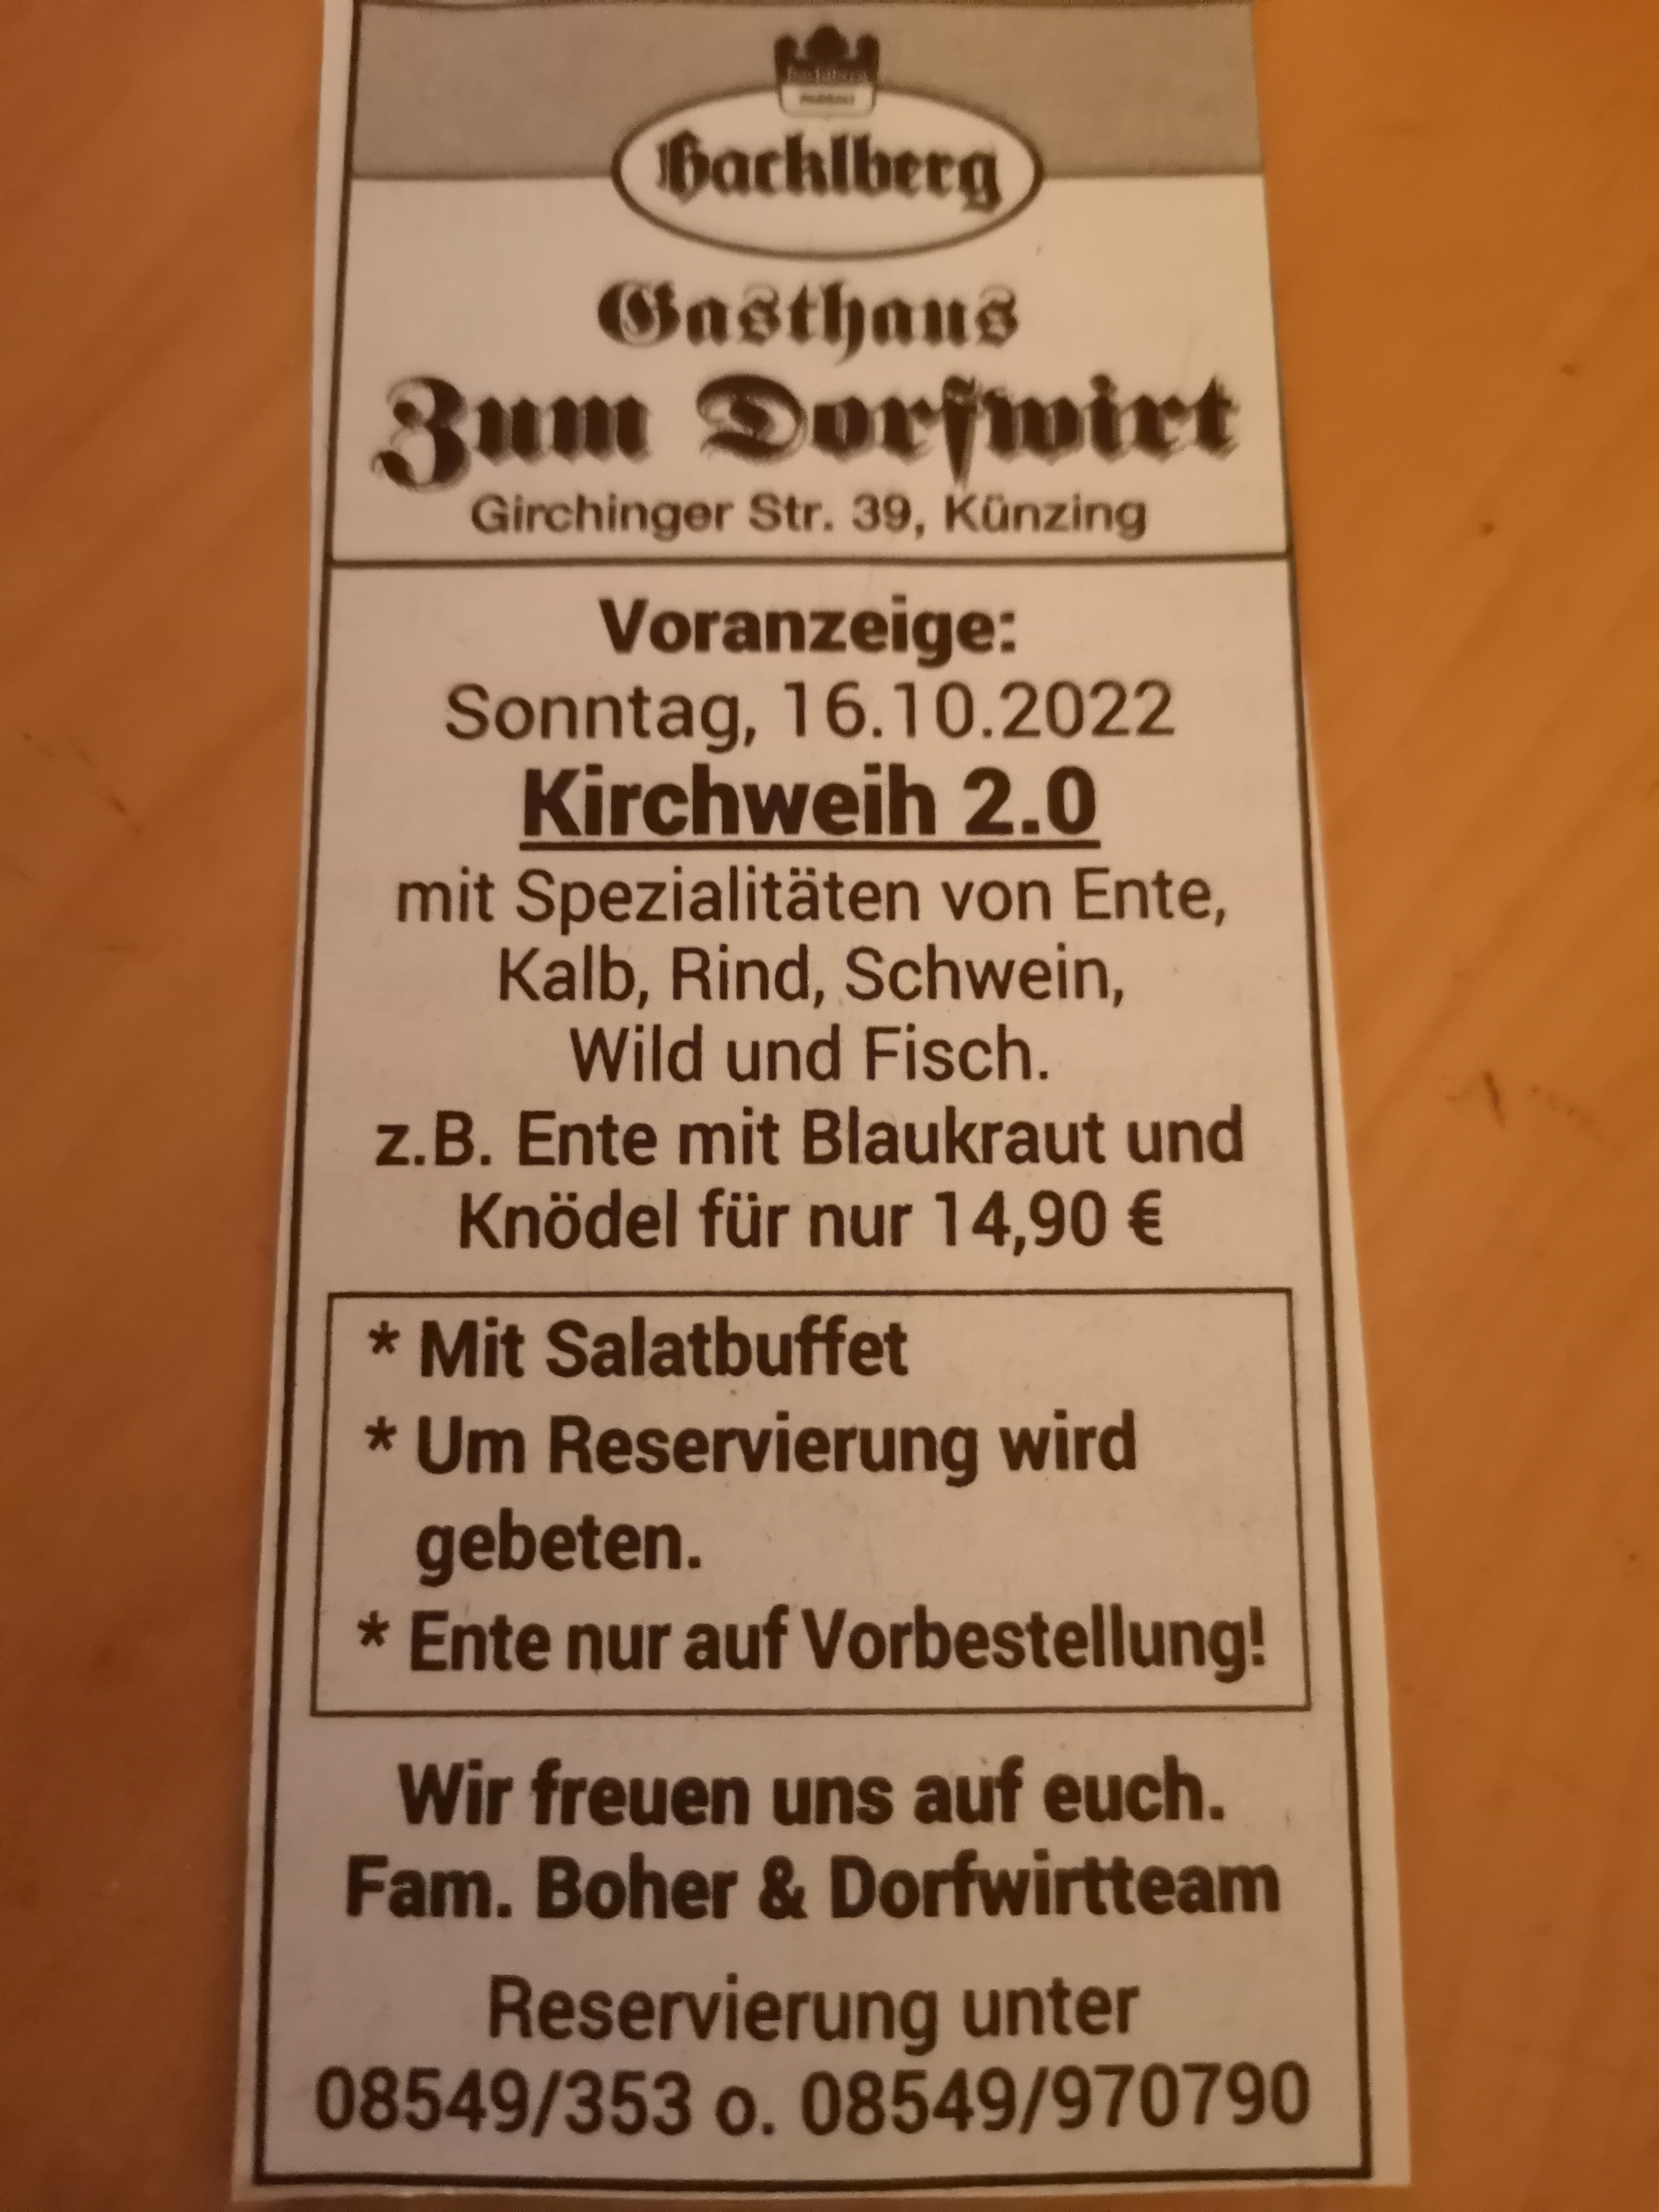 Hacklberg
Gasthaus
Zum Dorfwirt
Girchinger Str. 39, Künzing
Voranzeige:
Sonntag, 16.10.2022
Kirchweih 2.0
mit Spezialitäten von Ente,
Kalb, Rind, Schwein,
Wild und Fisch.
z.B. Ente mit Blaukraut und
Knödel für nur 14,90 €
* Mit Salatbuffet
* Um Reservierung wird
gebeten.
* Ente nur auf Vorbestellung!
Wir freuen uns auf euch.
Fam. Boher & Dorfwirtteam
Reservierung unter
08549/353 o. 08549/970790